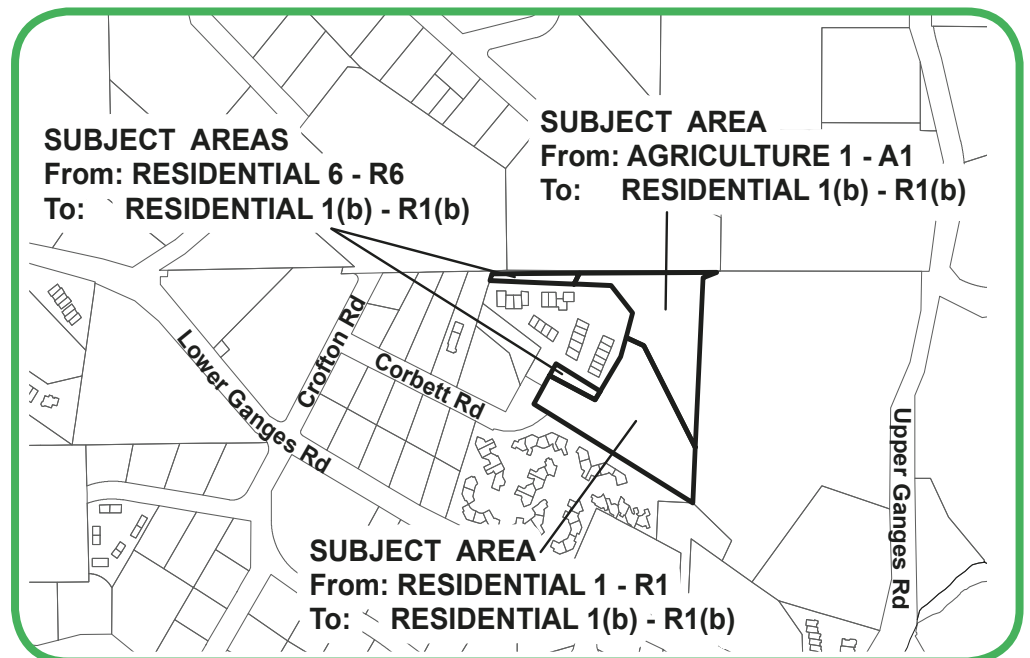 SUBJECT AREAS
From: RESIDENTIAL 6 - R6
To: RESIDENTIAL 1(b) - R1(b)
SUBJECT AREA
From: AGRICULTURE 1 - A1
To: RESIDENTIAL 1(b) - R1(b)
Lower Ganges Rd
Crofton Rd
Corbett Rd
Upper Ganges Rd
SUBJECT AREA
From: RESIDENTIAL 1 - R1
To: RESIDENTIAL 1(b) - R1(b)